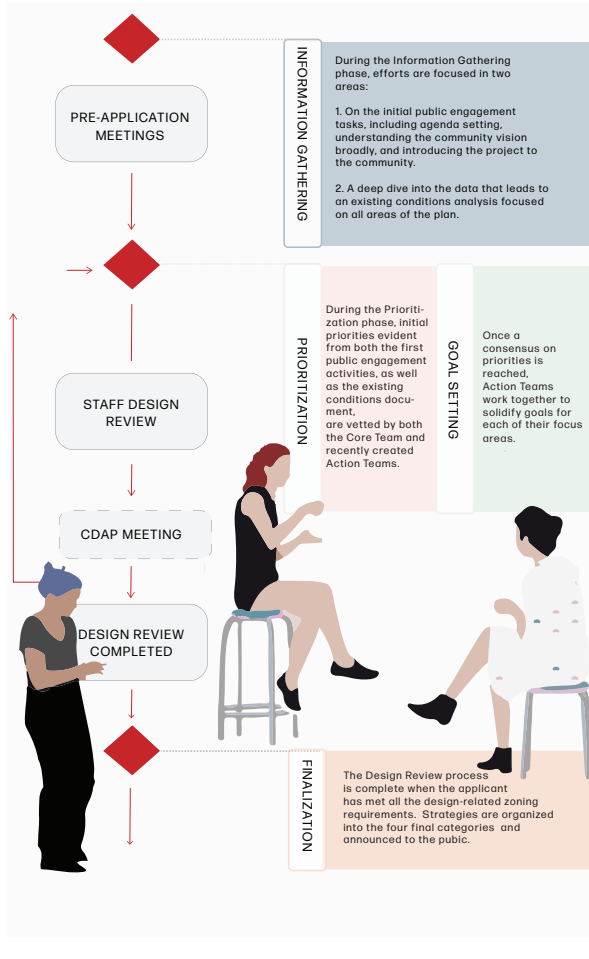 PRE-APPLICATION
MEETINGS
INFORMATION GATHERING
During the Information Gathering
phase, efforts are focused in two
areas:
1. On the initial public engagement
tasks, including agenda setting,
understanding the community vision
broadly, and introducing the project to
the community.
2. A deep dive into the data that leads to
an existing conditions analysis focused
on all areas of the plan.
STAFF DESIGN
REVIEW
PRIORITIZATION
During the Prioriti-
zation phase, initial
priorities evident
from both the first
public engagement
activities, as well
as the existing
conditions docu-
ment,
are vetted by both
the Core Team and
recently created
Action Teams.
GOAL SETTING
Once a
consensus on
priorities is
reached,
Action Teams
work together to
solidify goals for
each of their focus
areas.
CDAP MEETING
DESIGN REVIEW
COMPLETED
FINALIZATION
The Design Review process
is complete when the applicant
has met all the design-related zoning
requirements. Strategies are organized
into the four final categories and
announced to the pubic.